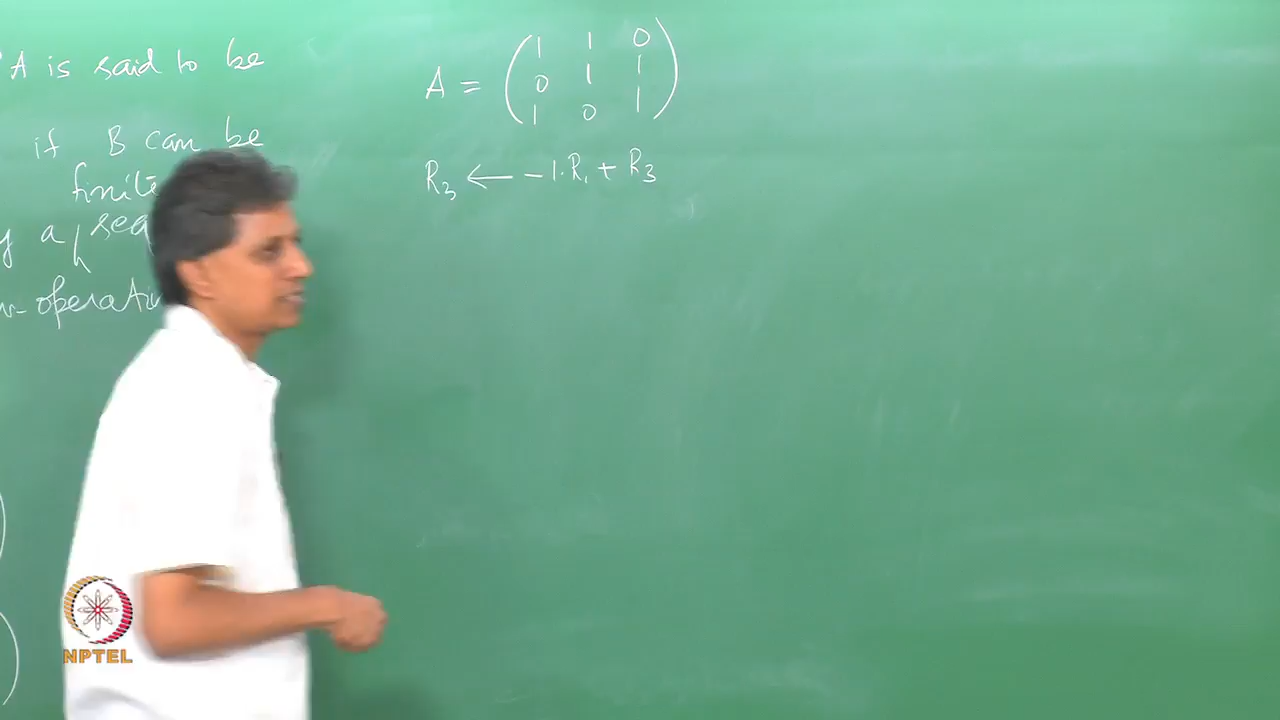 A is said to be
if B can be
finite
a sea
operati
A = ( 1 1 0
0 1 1
1 0 1 )
R₃ ← -1·R₁ + R₃
NPTEL